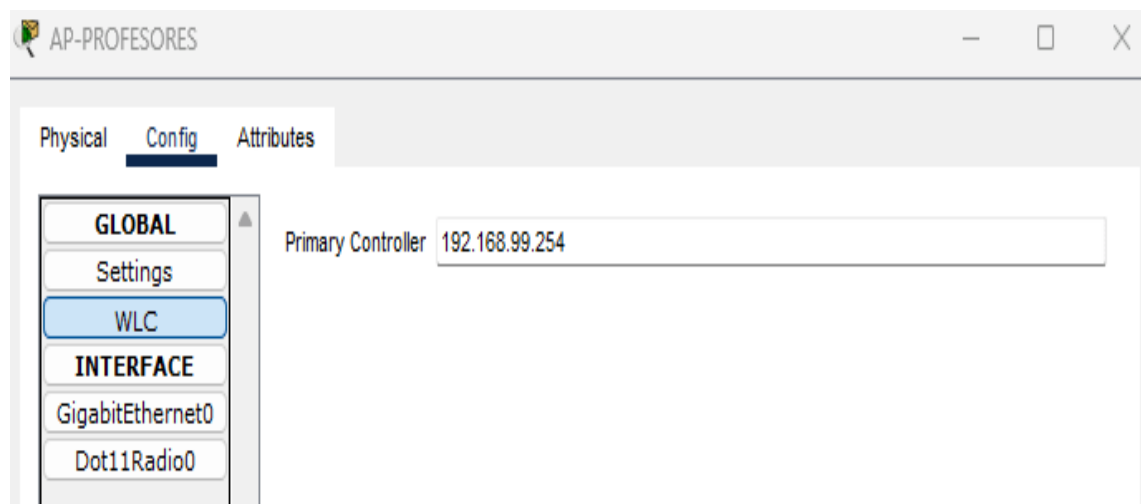 AP-PROFESORES
Physical Config Attributes
GLOBAL
Settings
WLC
INTERFACE
GigabitEthernet0
Dot11Radio0
Primary Controller 192.168.99.254